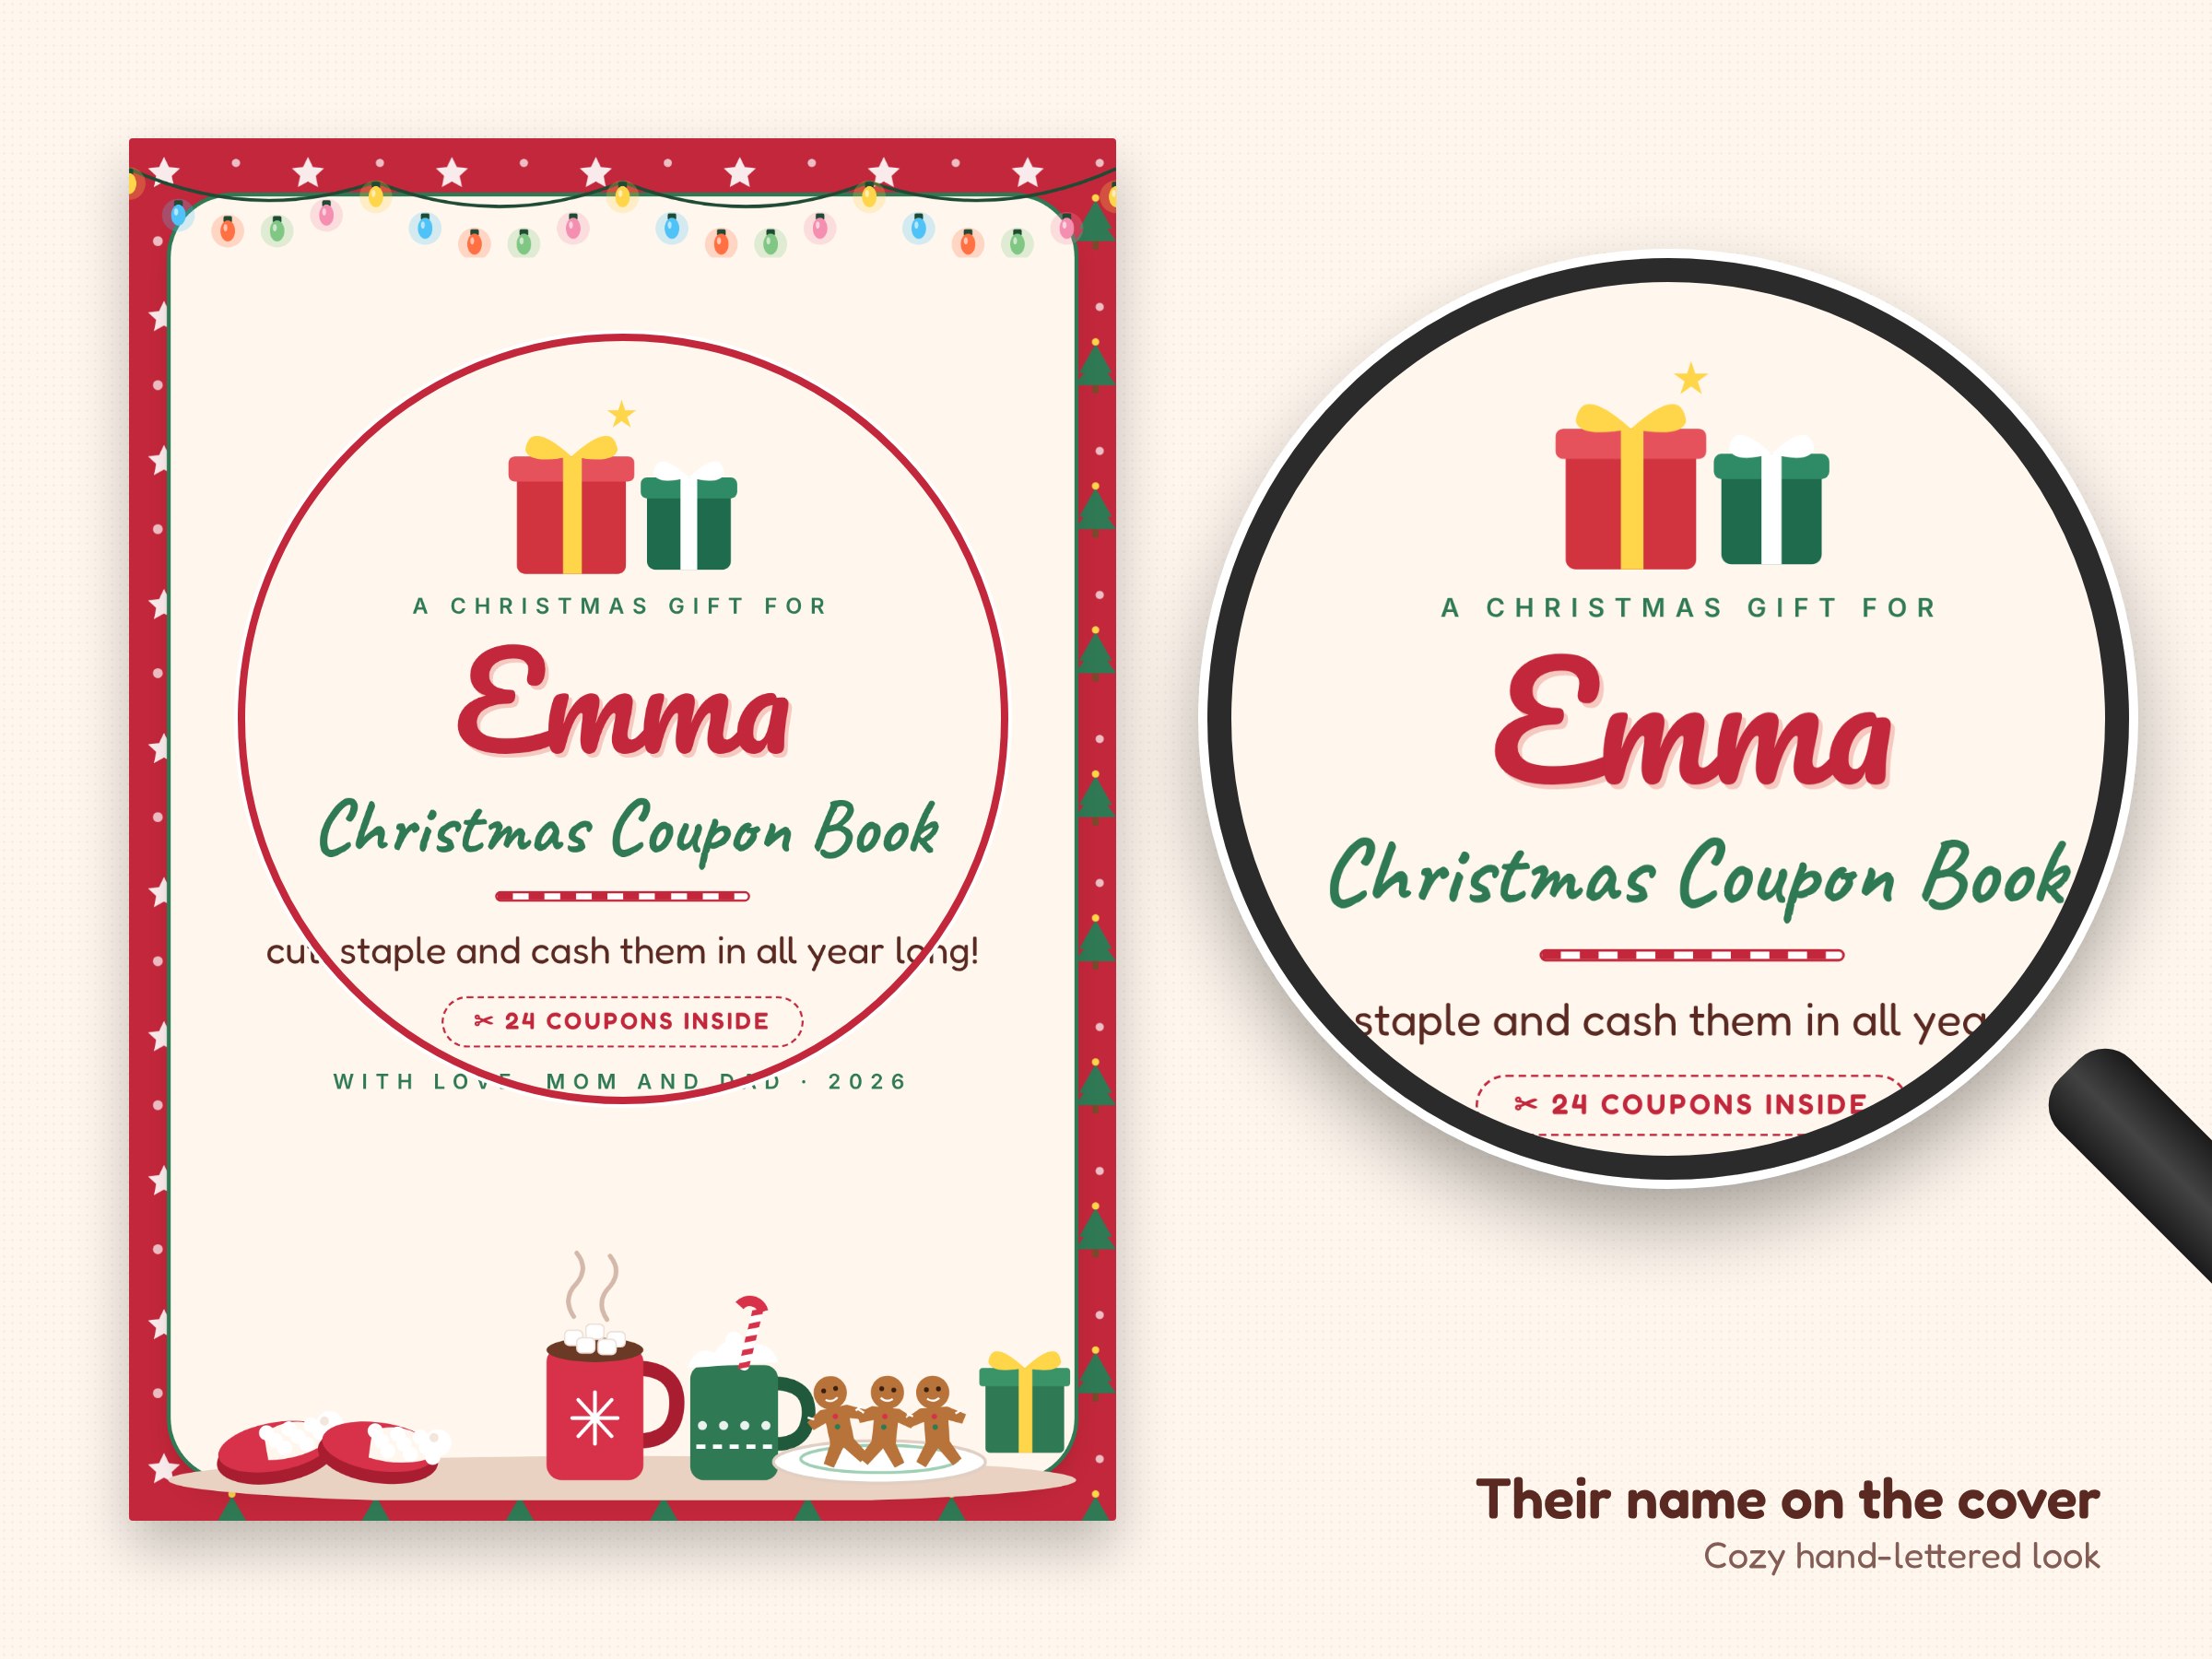 A CHRISTMAS GIFT FOR
Emma
Christmas Coupon Book
cut staple and cash them in all year long!
✂ 24 COUPONS INSIDE
WITH LOVE MOM AND DAD · 2026
A CHRISTMAS GIFT FOR
Emma
Christmas Coupon Book
staple and cash them in all
✂ 24 COUPONS INSIDE
Their name on the cover
Cozy hand-lettered look